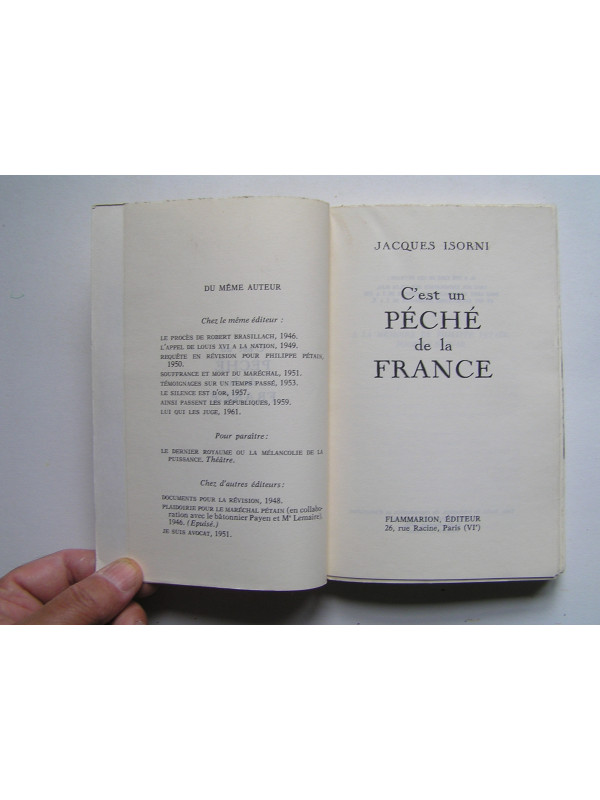 DU MÊME AUTEUR
Chez le même éditeur :
LE PROCÈS DE ROBERT BRASILLACH, 1946.
L'APPEL DE LOUIS XVI A LA NATION, 1949.
REQUÊTE EN RÉVISION POUR PHILIPPE PÉTAIN,
1950.
SOUFFRANCE ET MORT DU MARÉCHAL, 1951.
TÉMOIGNAGES SUR UN TEMPS PASSÉ, 1953.
LE SILENCE EST D'OR, 1957.
AINSI PASSENT LES RÉPUBLIQUES, 1959.
LUI QUI LES JUGE, 1961.
Pour paraître :
LE DERNIER ROYAUME OU LA MÉLANCOLIE DE LA
PUISSANCE. Théâtre.
Chez d'autres éditeurs :
DOCUMENTS POUR LA RÉVISION, 1948.
PLAIDOIRIE POUR LE MARÉCHAL PÉTAIN (en collabo-
ration avec le bâtonnier Payen et Me Lemaire)
1946. (Epuisé.)
JE SUIS AVOCAT, 1951.
JACQUES ISORNI
C'est un
PÉCHÉ
de la
FRANCE
FLAMMARION, ÉDITEUR
26, rue Racine, Paris (VIe)